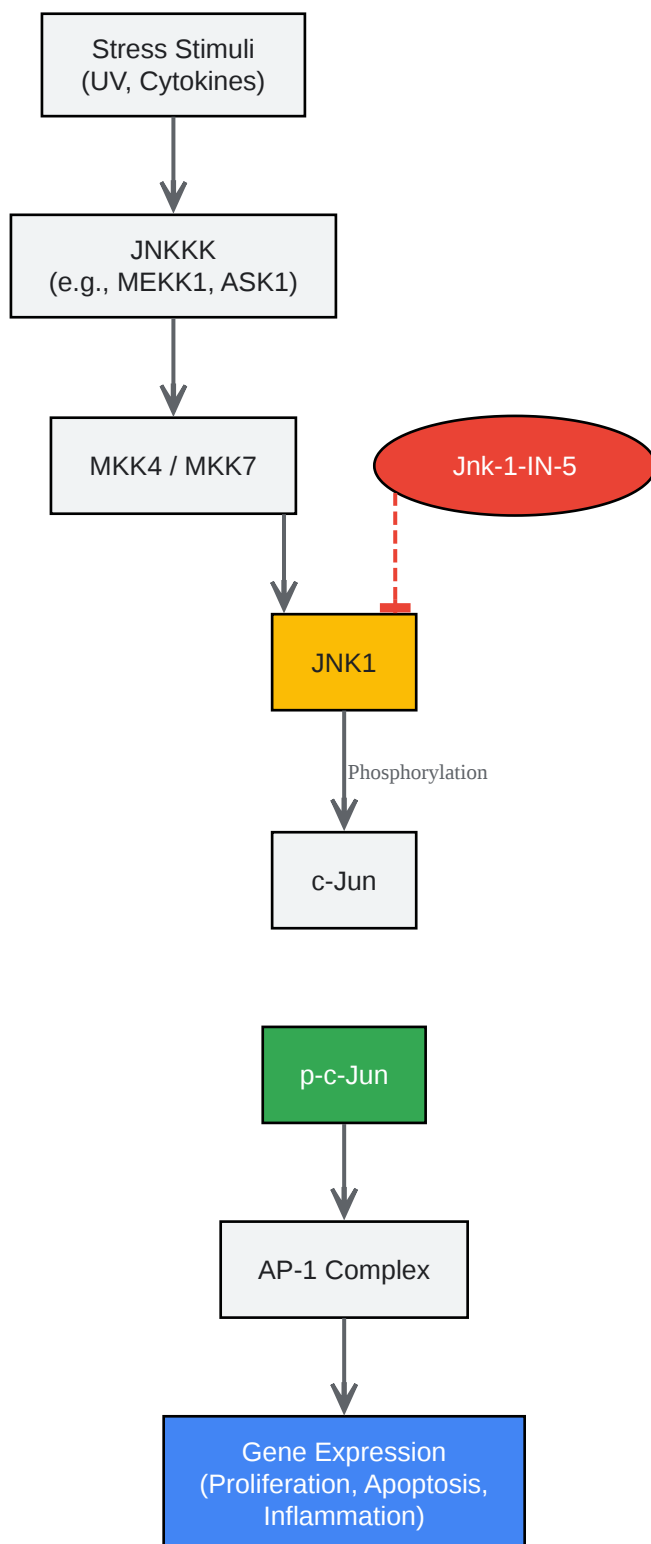 Stress Stimuli
(UV, Cytokines)
JNKKK
(e.g., MEKK1, ASK1)
MKK4 / MKK7
Jnk-1-IN-5
JNK1
Phosphorylation
c-Jun
p-c-Jun
AP-1 Complex
Gene Expression
(Proliferation, Apoptosis,
Inflammation)